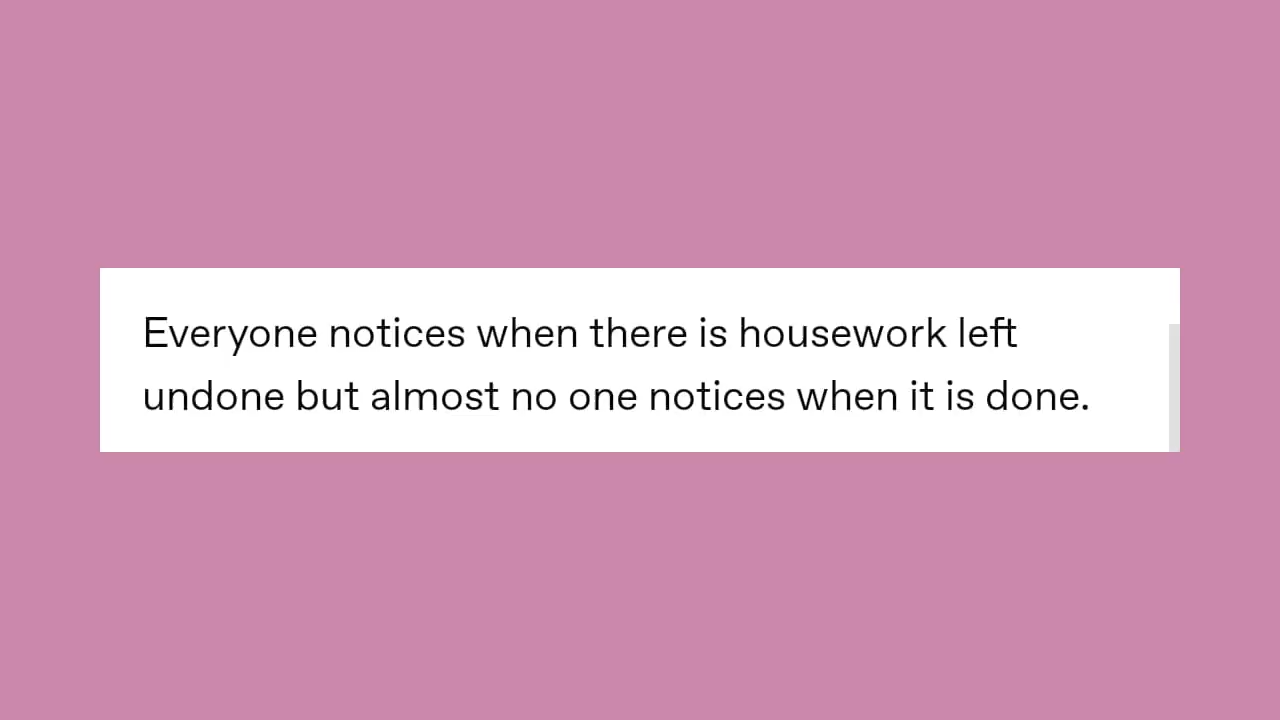 Everyone notices when there is housework left
undone but almost no one notices when it is done.